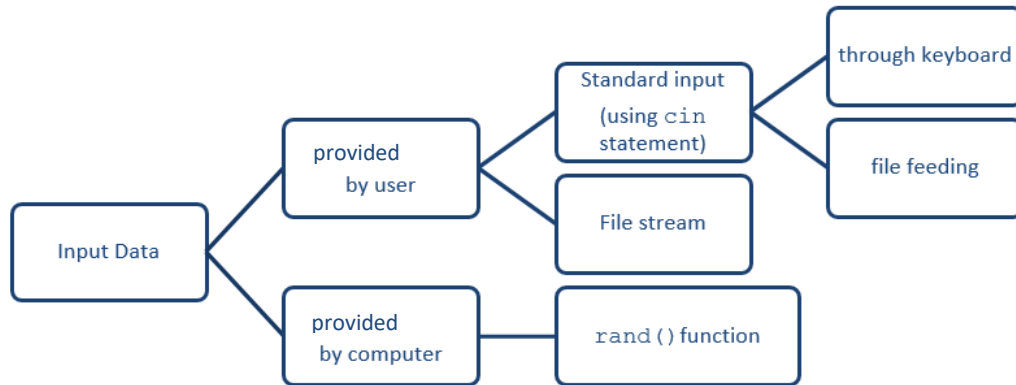 Input Data
provided
by user
provided
by computer
Standard input
(using cin
statement)
File stream
rand() function
through keyboard
file feeding